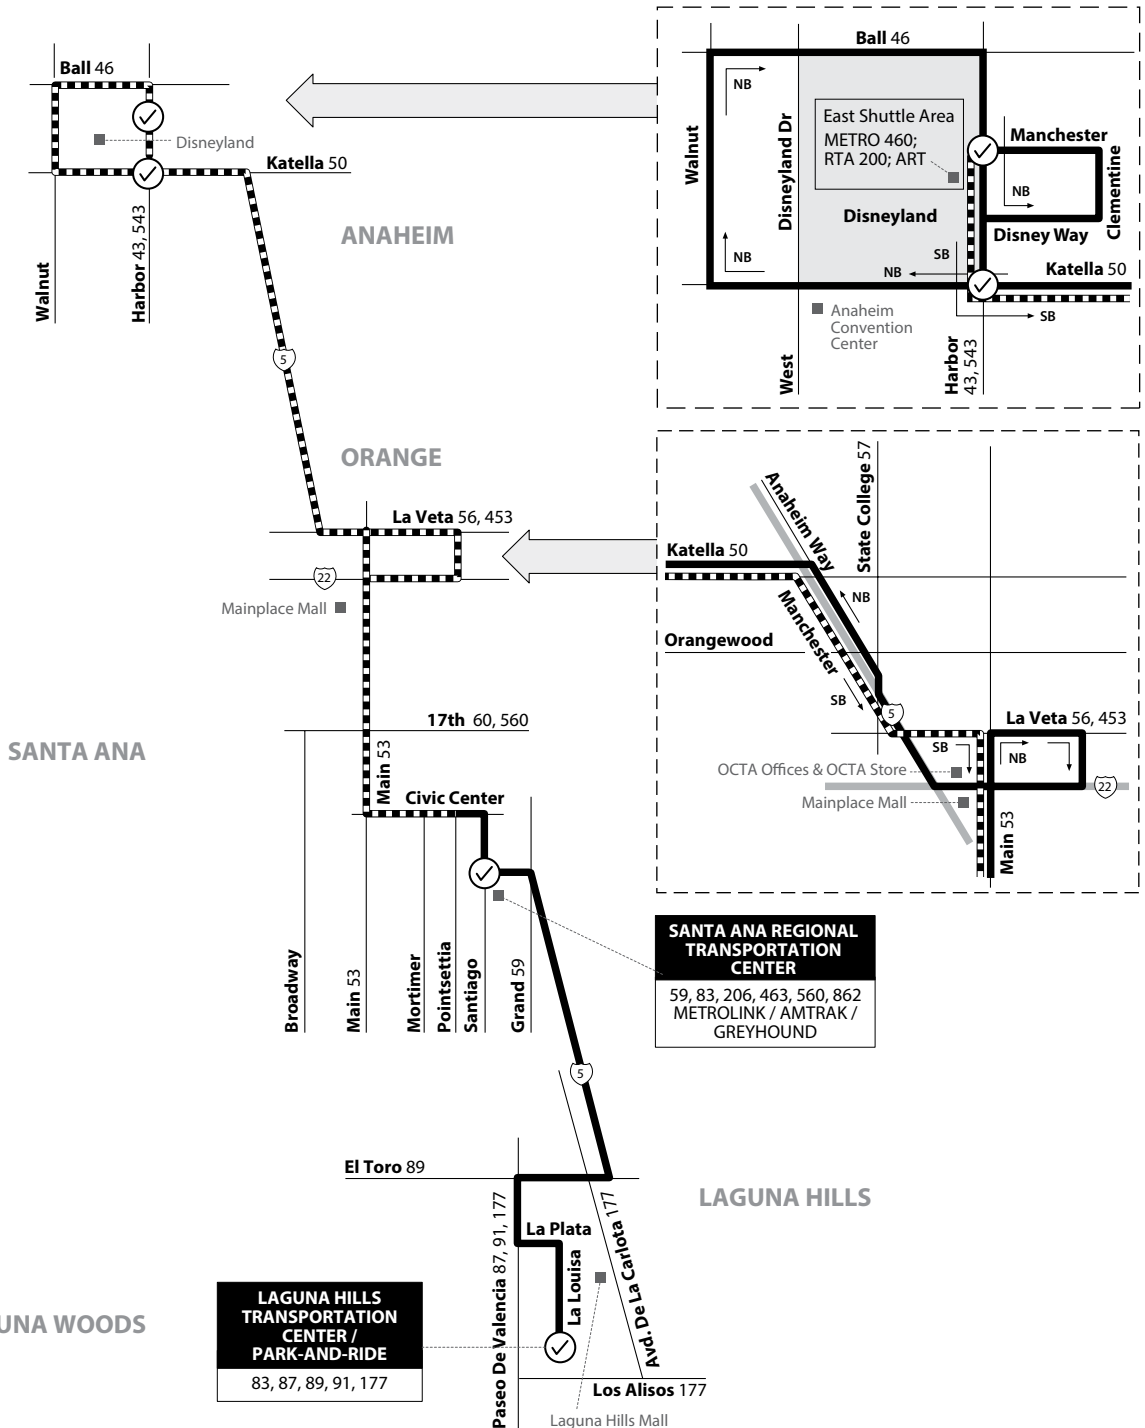 Ball 46
Disneyland
Katella 50
Walnut
Harbor 43, 543
ANAHEIM
5
ORANGE
La Veta 56, 453
22
Mainplace Mall
17th 60, 560
SANTA ANA
Main 53
Civic Center
Broadway
Main 53
Mortimer
Pointsettia
Santiago
Grand 59
5
El Toro 89
LAGUNA HILLS
Paseo De Valencia 87, 91, 177
La Plata
La Louisa
Avd. De La Carlota 177
UNA WOODS
LAGUNA HILLS
TRANSPORTATION
CENTER /
PARK-AND-RIDE
83, 87, 89, 91, 177
Los Alisos 177
Laguna Hills Mall
Ball 46
NB
East Shuttle Area
METRO 460;
RTA 200; ART
Manchester
Walnut
Disneyland Dr
Clementine
NB
Disneyland
Disney Way
NB
SB
NB
Katella 50
SB
Anaheim
Convention
Center
West
Harbor
43, 543
Anaheim Way
State College 57
Katella 50
NB
Manchester
Orangewood
SB
5
La Veta 56, 453
SB
NB
OCTA Offices & OCTA Store
22
Mainplace Mall
Main 53
SANTA ANA REGIONAL
TRANSPORTATION
CENTER
59, 83, 206, 463, 560, 862
METROLINK / AMTRAK /
GREYHOUND